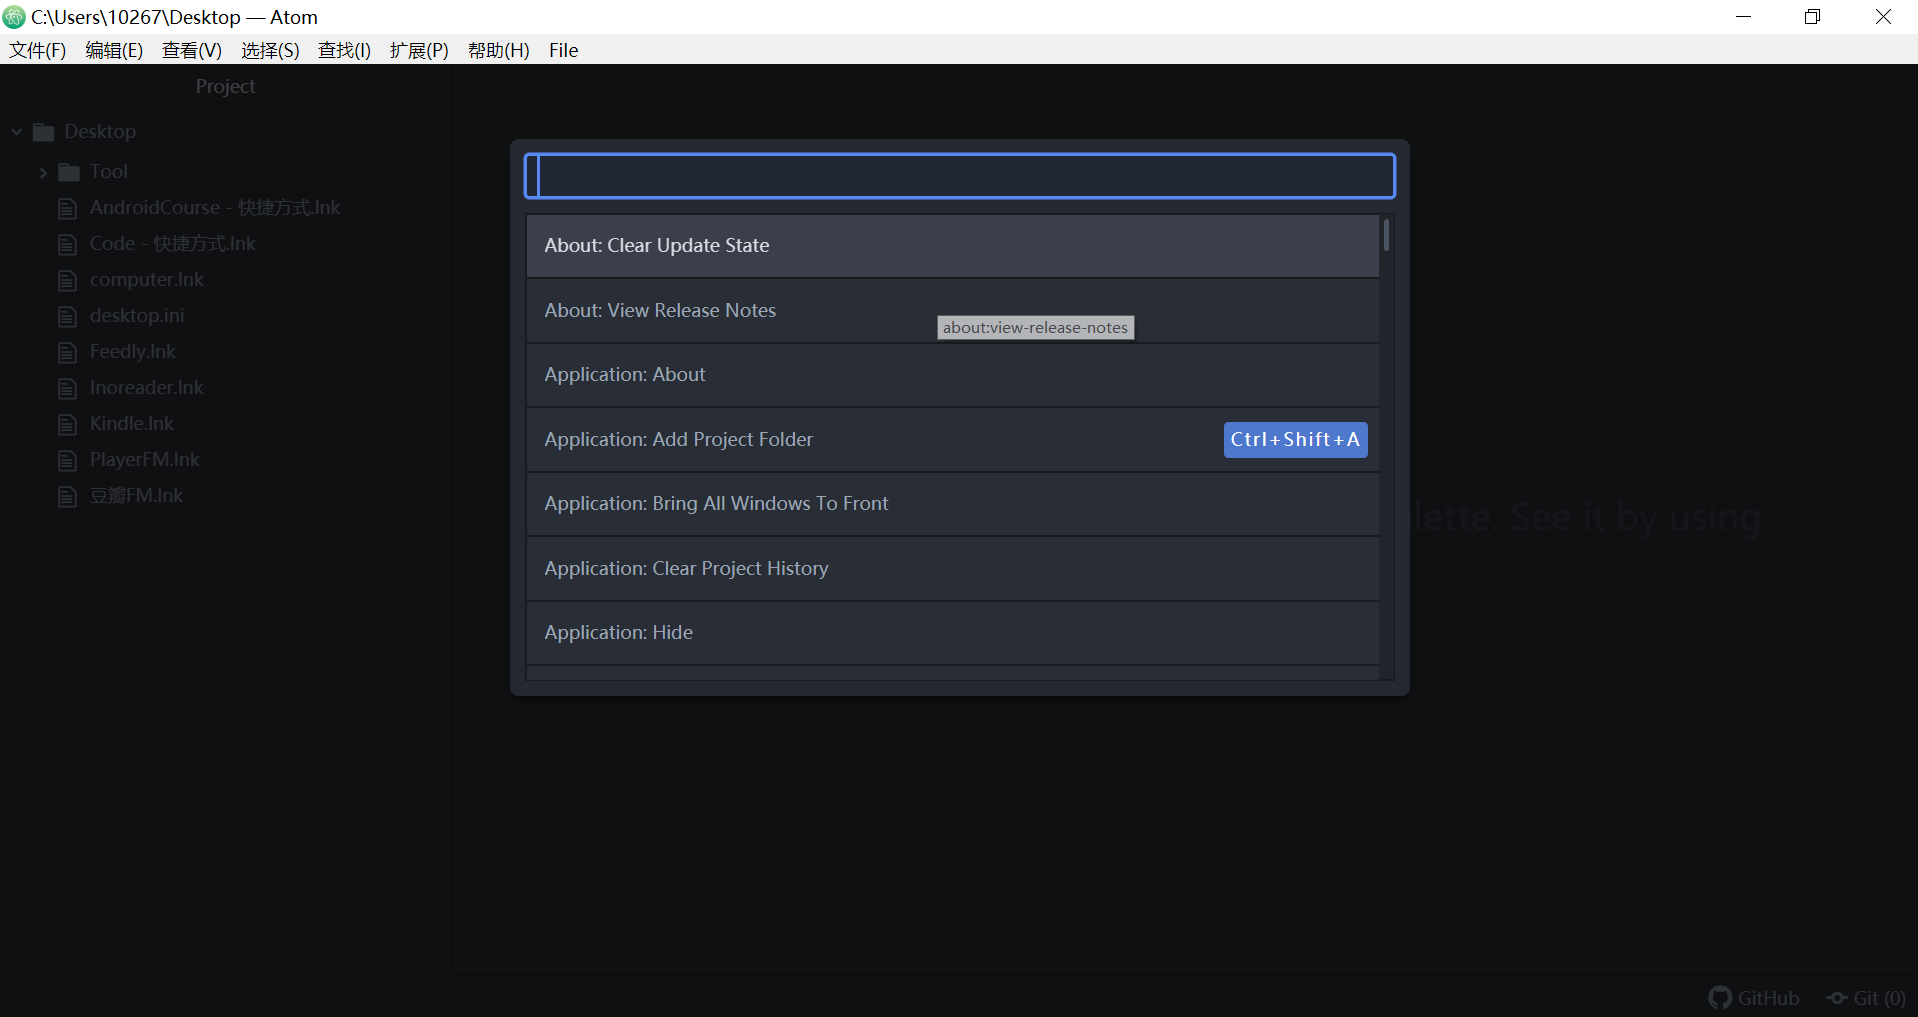 C:\Users\10267\Desktop — Atom
文件(F) 编辑(E) 查看(V) 选择(S) 查找(I) 扩展(P) 帮助(H) File
Project
Desktop
Tool
AndroidCourse - 快捷方式.lnk
Code - 快捷方式.lnk
computer.lnk
desktop.ini
Feedly.lnk
Inoreader.lnk
Kindle.lnk
PlayerFM.lnk
豆瓣FM.lnk
About: Clear Update State
About: View Release Notes
about:view-release-notes
Application: About
Application: Add Project Folder Ctrl+Shift+A
Application: Bring All Windows To Front
lette. See it by using
Application: Clear Project History
Application: Hide
GitHub Git (0)